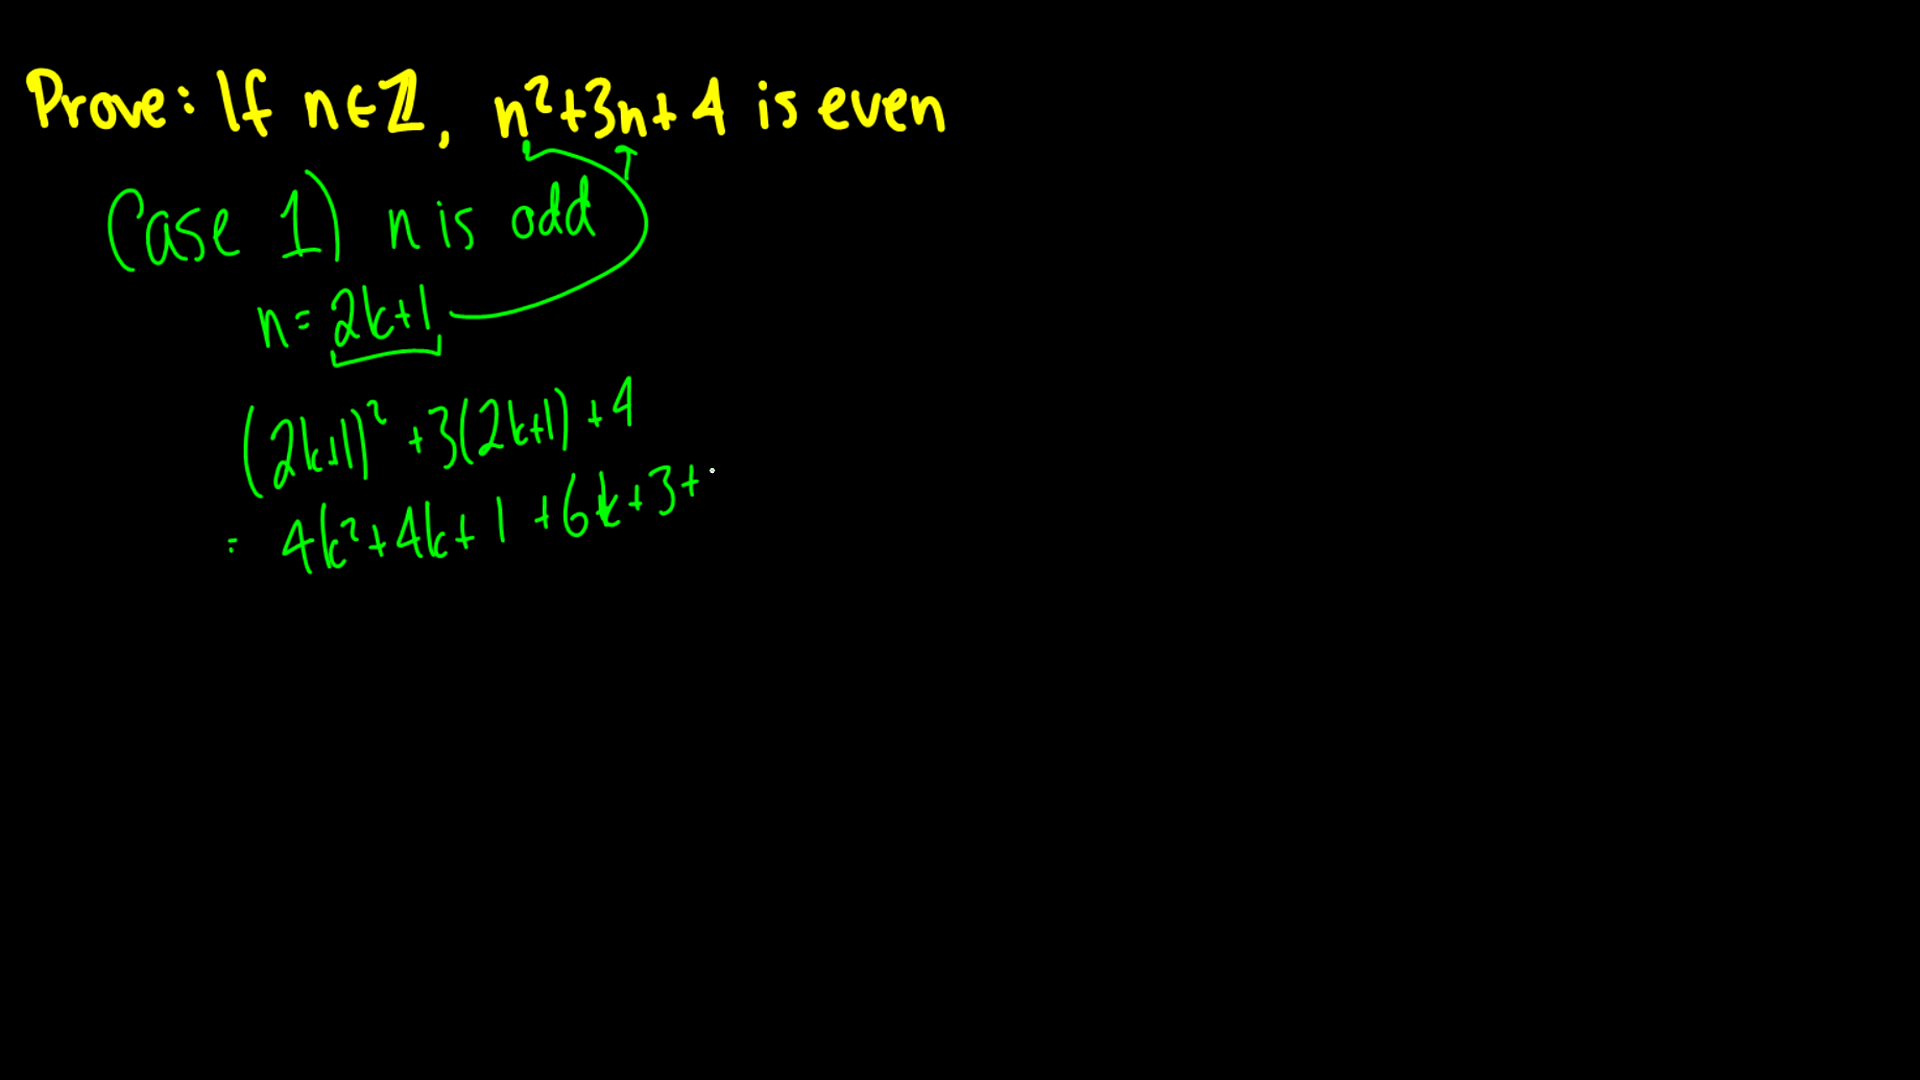 Prove: If n∈ℤ, n²+3n+4 is even
Case 1) n is odd
n = 2k+1
(2k+1)² +3(2k+1) +4
= 4k²+4k+1 +6k+3+